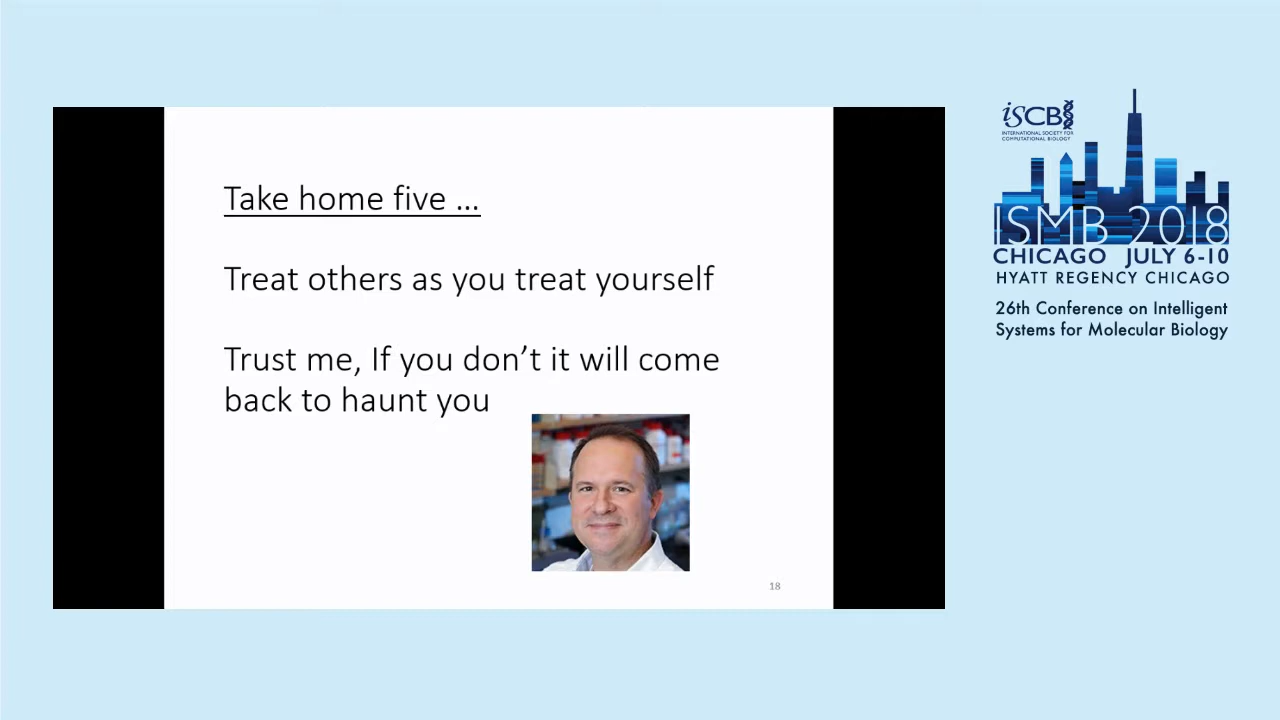 Take home five ...
Treat others as you treat yourself
Trust me, If you don’t it will come
back to haunt you
18
iSCB
INTERNATIONAL SOCIETY FOR
COMPUTATIONAL BIOLOGY
ISMB 2018
CHICAGO JULY 6-10
HYATT REGENCY CHICAGO
26th Conference on Intelligent
Systems for Molecular Biology